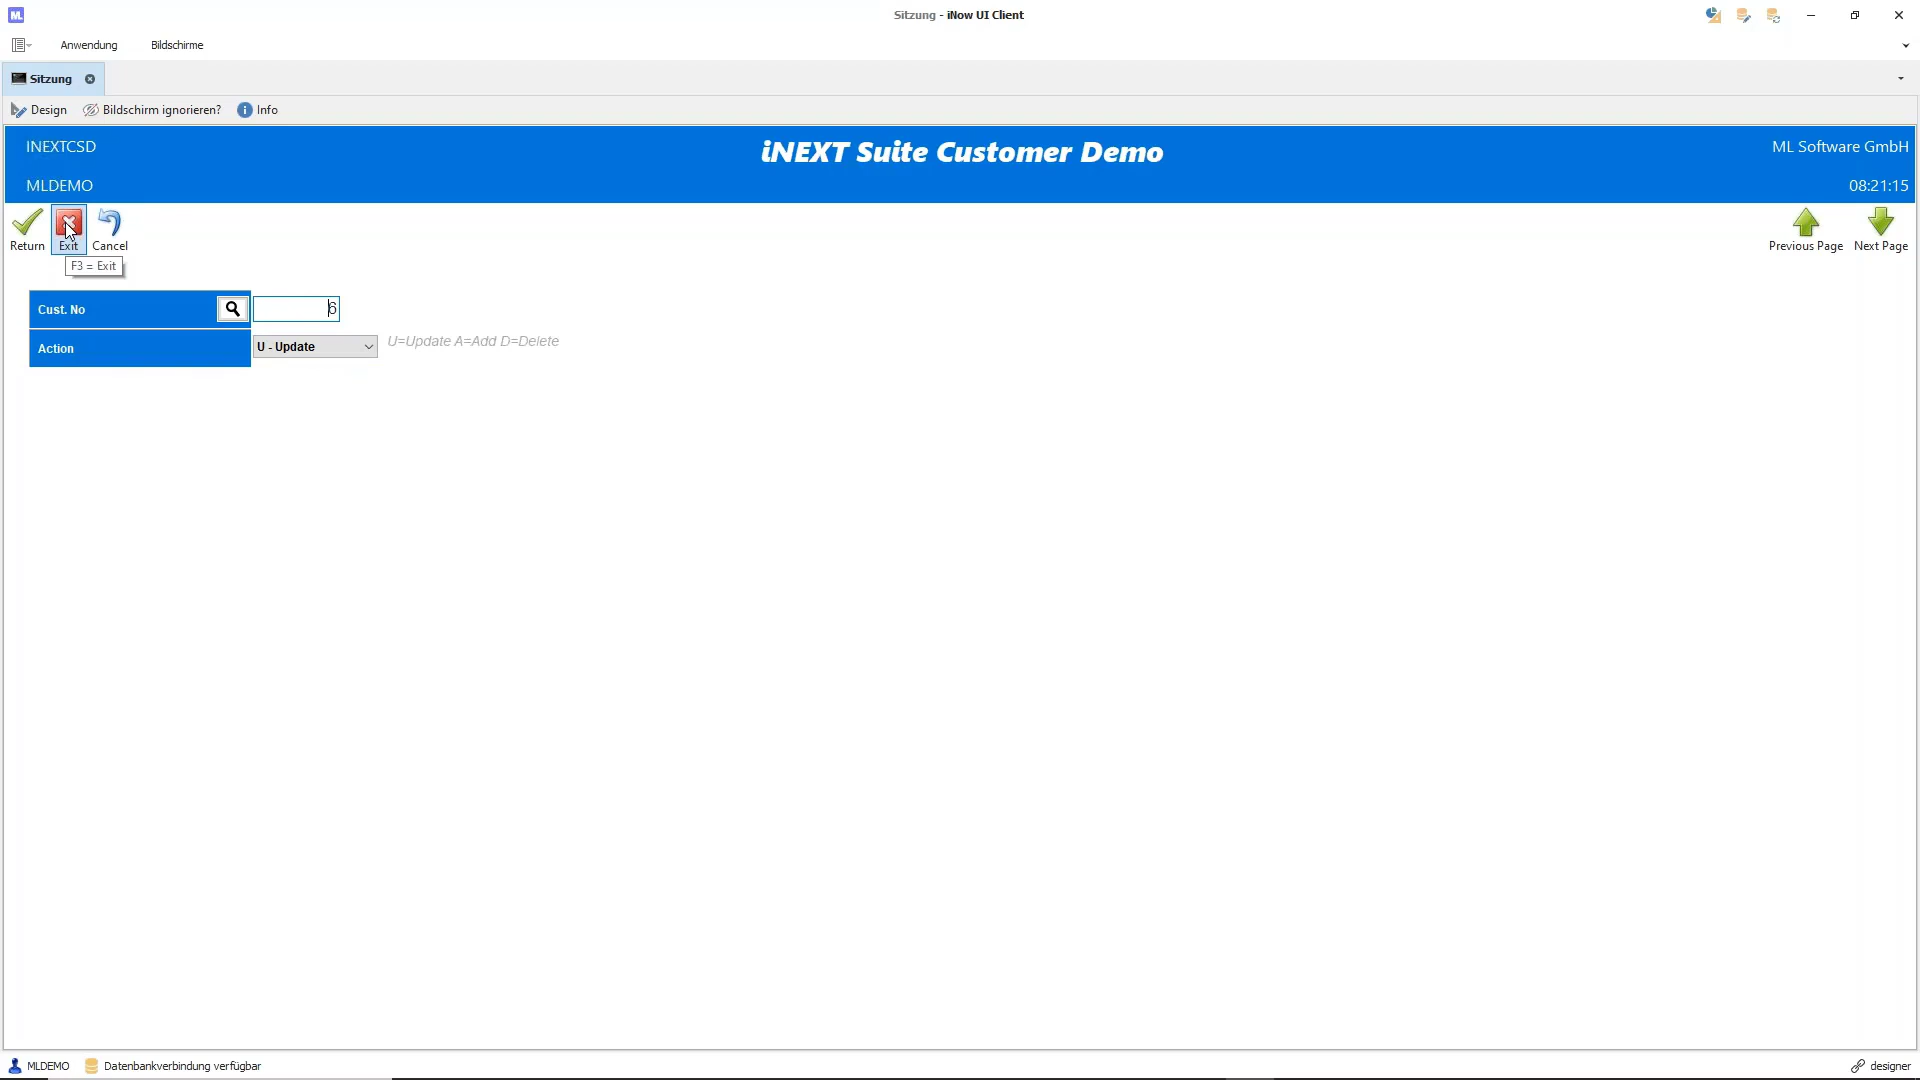 ML
Sitzung - iNow UI Client
Anwendung Bildschirme
Sitzung
Design Bildschirm ignorieren? Info
INEXTCSD
iNEXT Suite Customer Demo
ML Software GmbH
MLDEMO
08:21:15
Return Exit Cancel
Previous Page Next Page
F3 = Exit
Cust. No 6
Action U - Update U=Update A=Add D=Delete
MLDEMO Datenbankverbindung verfügbar
designer